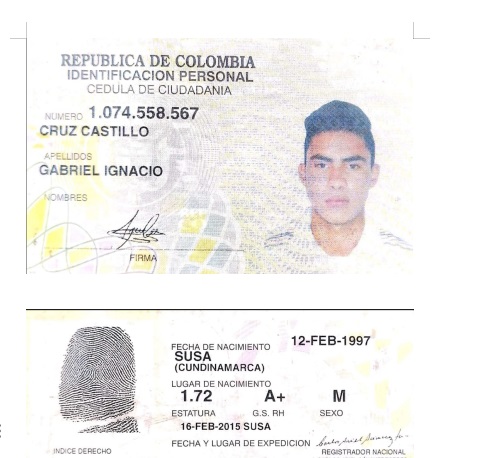 REPUBLICA DE COLOMBIA
IDENTIFICACION PERSONAL
CEDULA DE CIUDADANIA
NUMERO 1.074.558.567
CRUZ CASTILLO
APELLIDOS
GABRIEL IGNACIO
NOMBRES
FIRMA
FECHA DE NACIMIENTO 12-FEB-1997
SUSA
(CUNDINAMARCA)
LUGAR DE NACIMIENTO
1.72 A+ M
ESTATURA G.S. RH SEXO
16-FEB-2015 SUSA
FECHA Y LUGAR DE EXPEDICION
INDICE DERECHO
REGISTRADOR NACIONAL